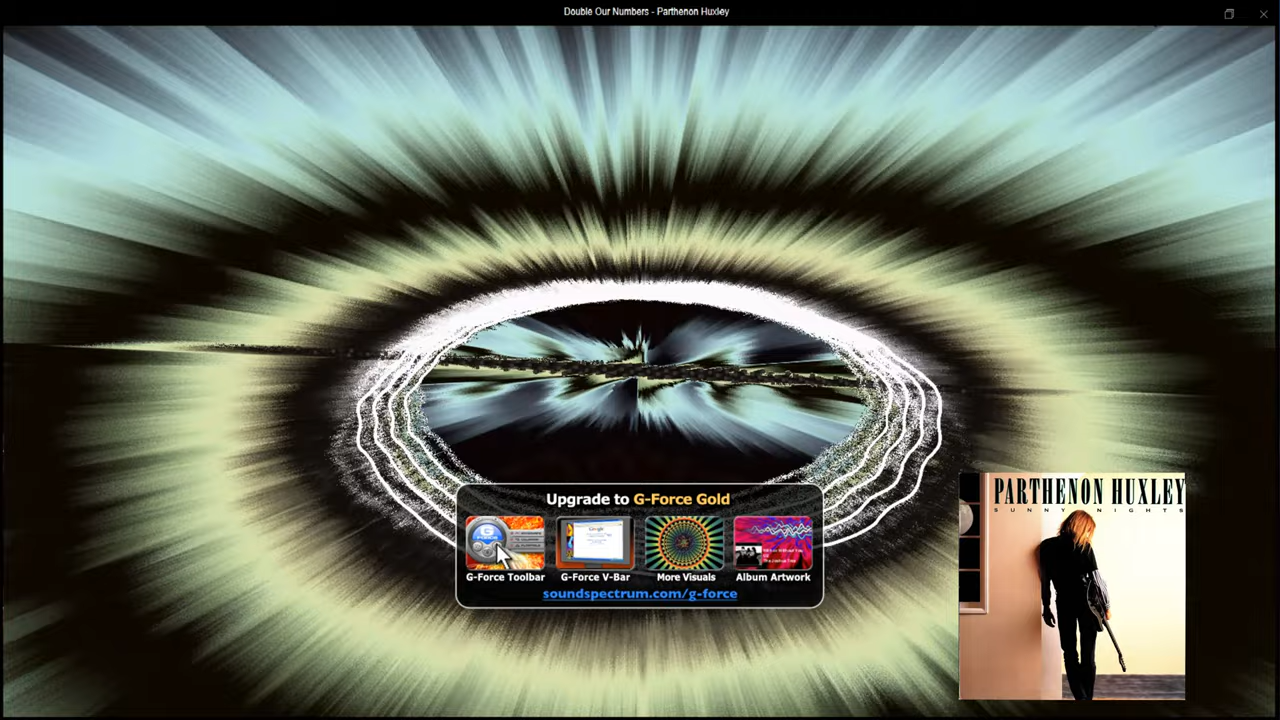 Double Our Numbers - Parthenon Huxley
Upgrade to G-Force Gold
G-Force Toolbar
G-Force V-Bar
More Visuals
Album Artwork
soundspectrum.com/g-force
PARTHENON HUXLEY
SUNNY NIGHTS